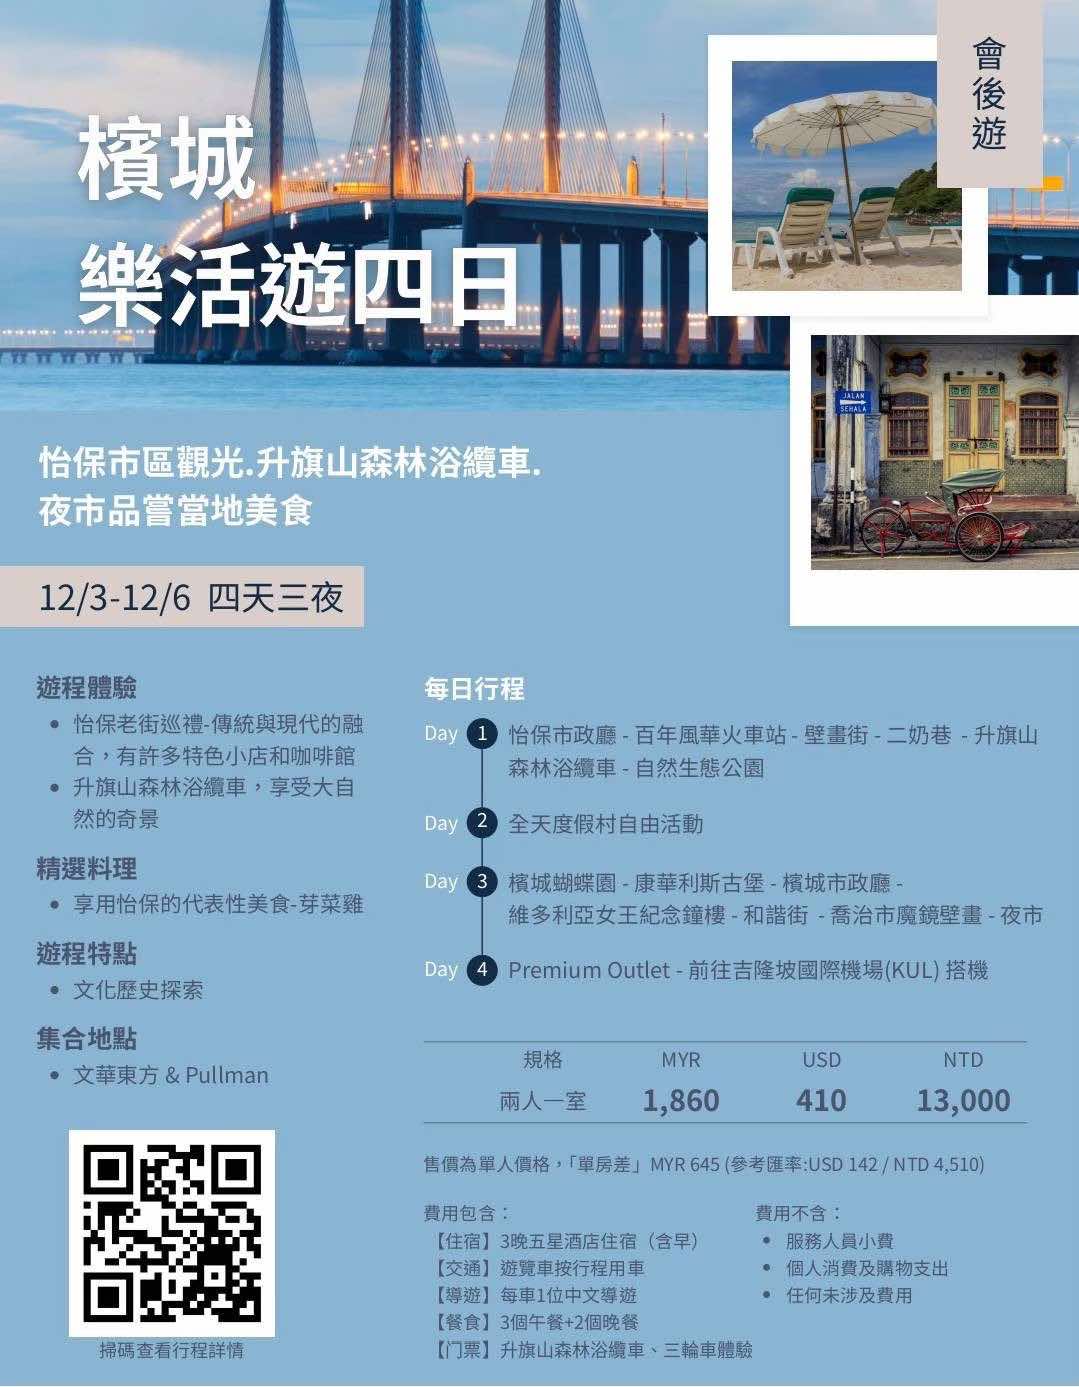 會後遊
檳城
樂活遊四日
JALAN
SEHALA
怡保市區觀光.升旗山森林浴纜車.
夜市品嘗當地美食
12/3-12/6 四天三夜
遊程體驗
• 怡保老街巡禮-傳統與現代的融
合，有許多特色小店和咖啡館
• 升旗山森林浴纜車，享受大自
然的奇景
精選料理
• 享用怡保的代表性美食-芽菜雞
遊程特點
• 文化歷史探索
集合地點
• 文華東方 & Pullman
掃碼查看行程詳情
每日行程
Day 1 怡保市政廳 - 百年風華火車站 - 壁畫街 - 二奶巷 - 升旗山
森林浴纜車 - 自然生態公園
Day 2 全天度假村自由活動
Day 3 檳城蝴蝶園 - 康華利斯古堡 - 檳城市政廳 -
維多利亞女王紀念鐘樓 - 和諧街 - 喬治市魔鏡壁畫 - 夜市
Day 4 Premium Outlet - 前往吉隆坡國際機場(KUL) 搭機
規格 MYR USD NTD
兩人一室 1,860 410 13,000
售價為單人價格，「單房差」MYR 645 (參考匯率:USD 142 / NTD 4,510)
費用包含：
【住宿】3晚五星酒店住宿（含早）
【交通】遊覽車按行程用車
【導遊】每車1位中文導遊
【餐食】3個午餐+2個晚餐
【门票】升旗山森林浴纜車、三輪車體驗
費用不含：
• 服務人員小費
• 個人消費及購物支出
• 任何未涉及費用